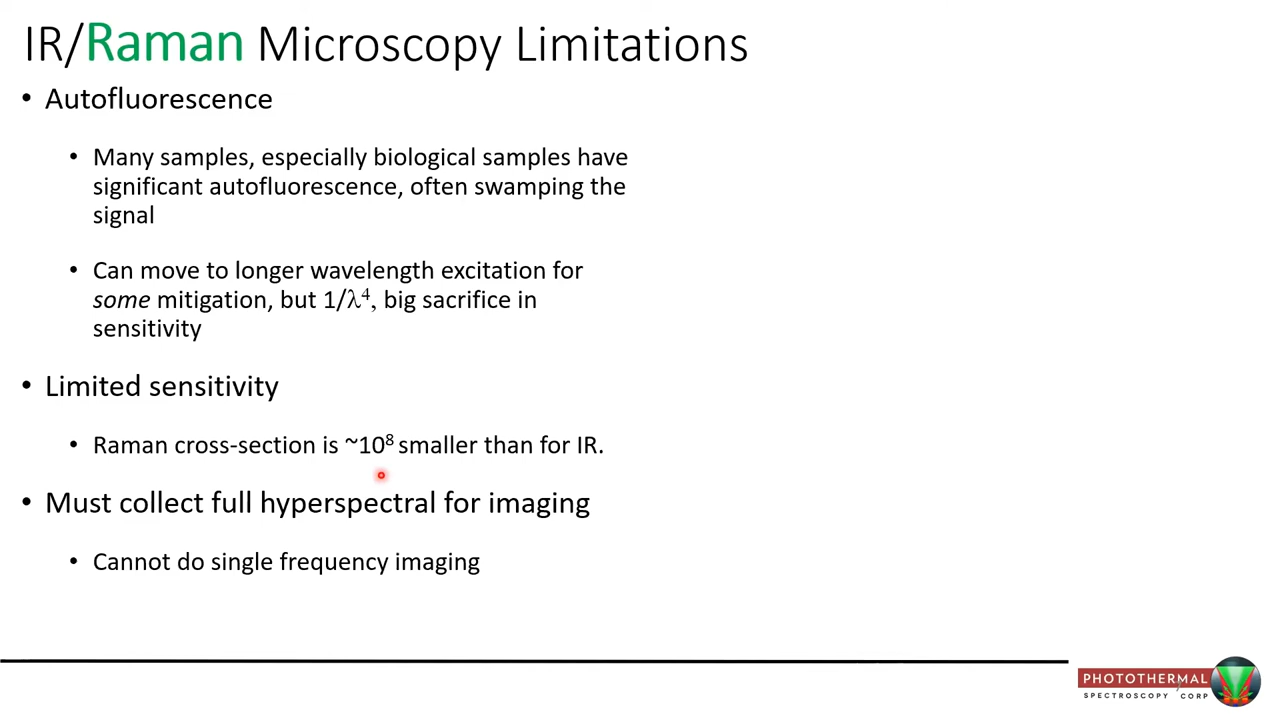 IR/Raman Microscopy Limitations
• Autofluorescence
• Many samples, especially biological samples have
significant autofluorescence, often swamping the
signal
• Can move to longer wavelength excitation for
some mitigation, but 1/λ⁴, big sacrifice in
sensitivity
• Limited sensitivity
• Raman cross-section is ~10⁸ smaller than for IR.
• Must collect full hyperspectral for imaging
• Cannot do single frequency imaging
PHOTOTHERMAL
SPECTROSCOPY CORP